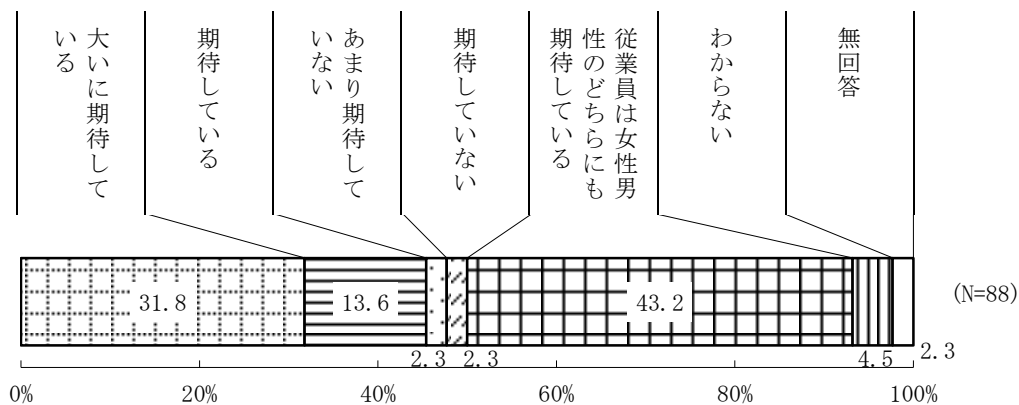 大いに期待して
いる
期待している
あまり期待して
いない
期待していない
従業員は女性男
性のどちらにも
期待している
わからない
無回答
31.8
13.6
2.3
2.3
43.2
4.5
2.3
(N=88)
0%
20%
40%
60%
80%
100%